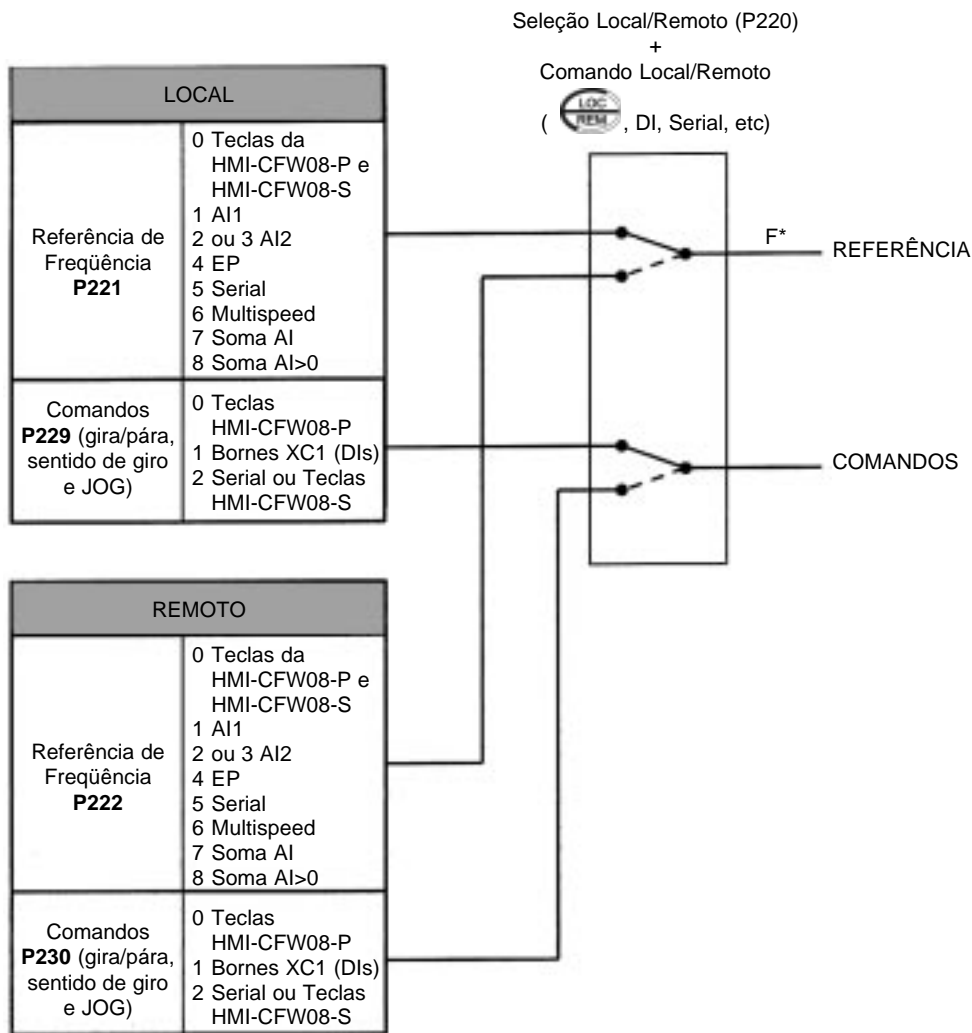 Seleção Local/Remoto (P220)
+
Comando Local/Remoto
( LOC REM , DI, Serial, etc)
LOCAL
Referência de
Freqüência
P221
0 Teclas da
HMI-CFW08-P e
HMI-CFW08-S
1 AI1
2 ou 3 AI2
4 EP
5 Serial
6 Multispeed
7 Soma AI
8 Soma AI>0
Comandos
P229 (gira/pára,
sentido de giro
e JOG)
0 Teclas
HMI-CFW08-P
1 Bornes XC1 (DIs)
2 Serial ou Teclas
HMI-CFW08-S
F*
REFERÊNCIA
COMANDOS
REMOTO
Referência de
Freqüência
P222
0 Teclas da
HMI-CFW08-P e
HMI-CFW08-S
1 AI1
2 ou 3 AI2
4 EP
5 Serial
6 Multispeed
7 Soma AI
8 Soma AI>0
Comandos
P230 (gira/pára,
sentido de giro
e JOG)
0 Teclas
HMI-CFW08-P
1 Bornes XC1 (DIs)
2 Serial ou Teclas
HMI-CFW08-S